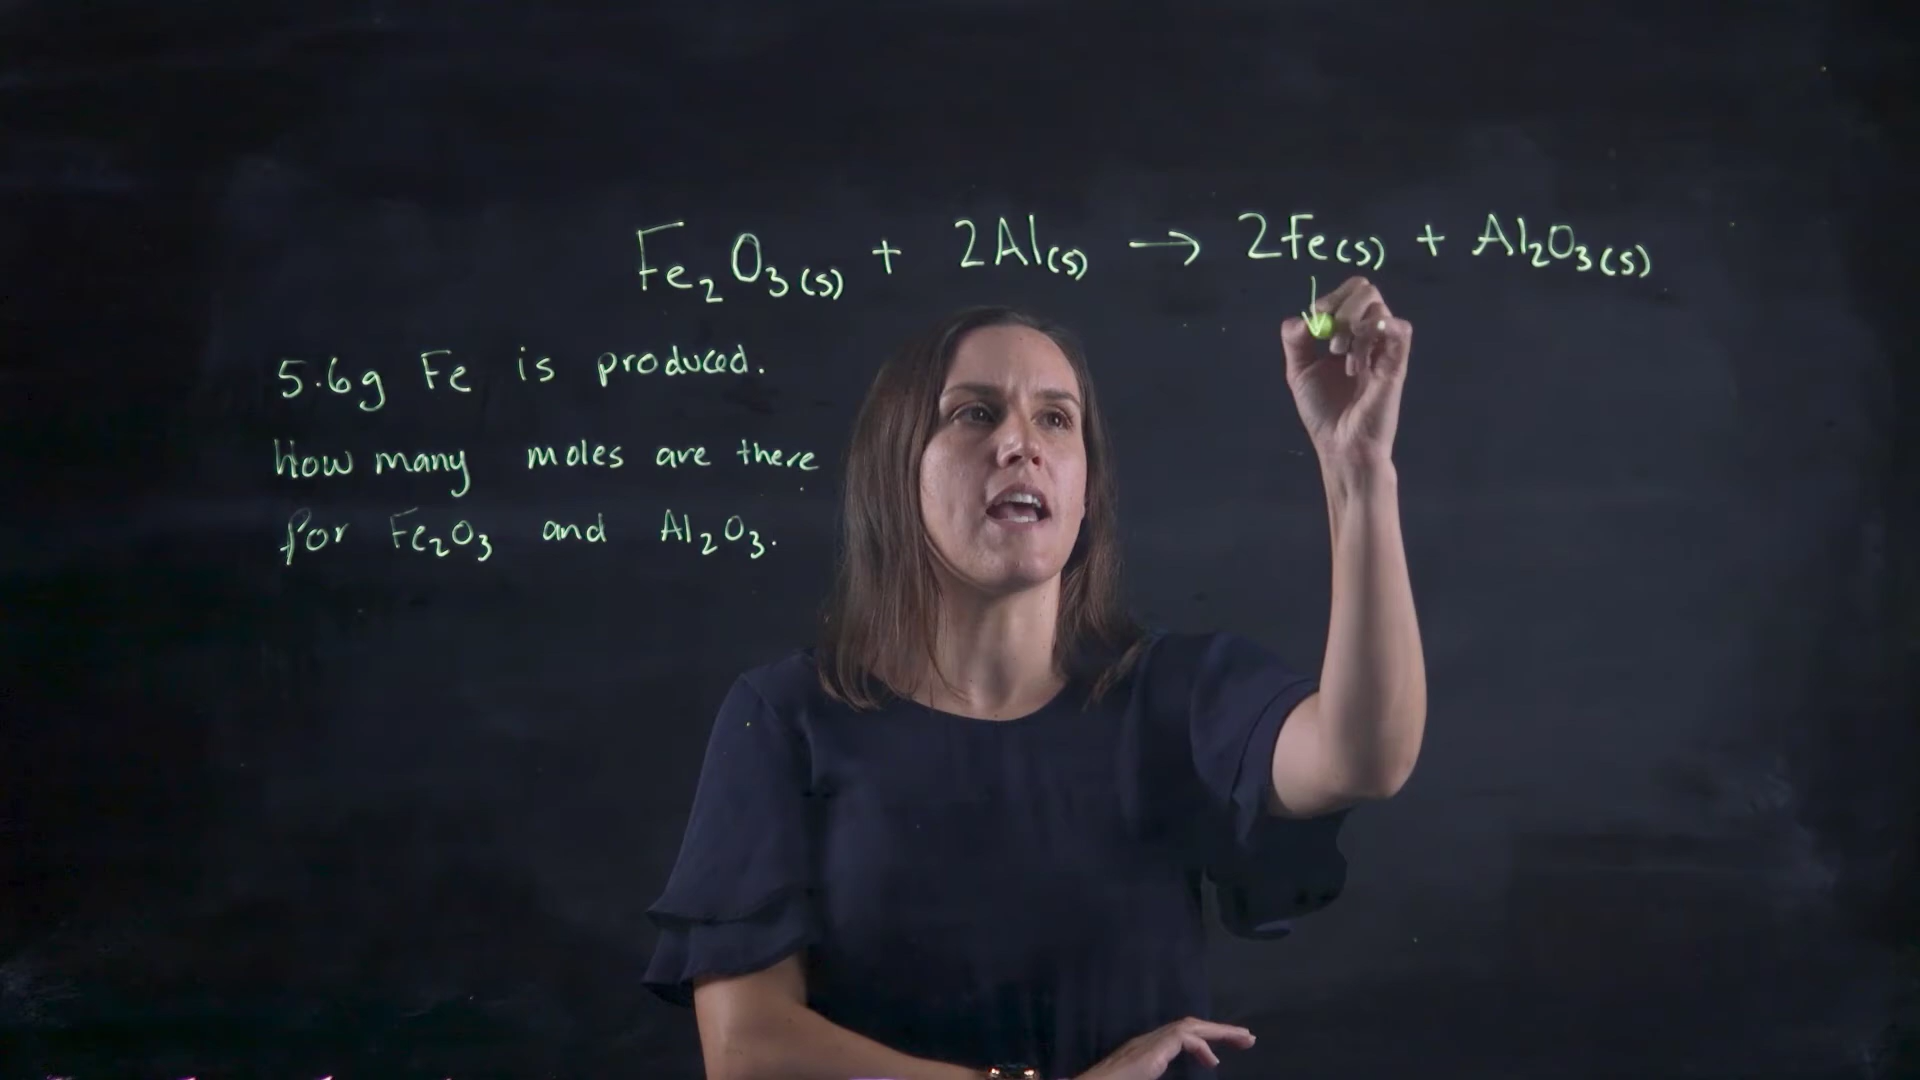 Fe₂O₃(s) + 2Al(s) → 2Fe(s) + Al₂O₃(s)
↓
5.6g Fe is produced.
How many moles are there
for Fe₂O₃ and Al₂O₃.